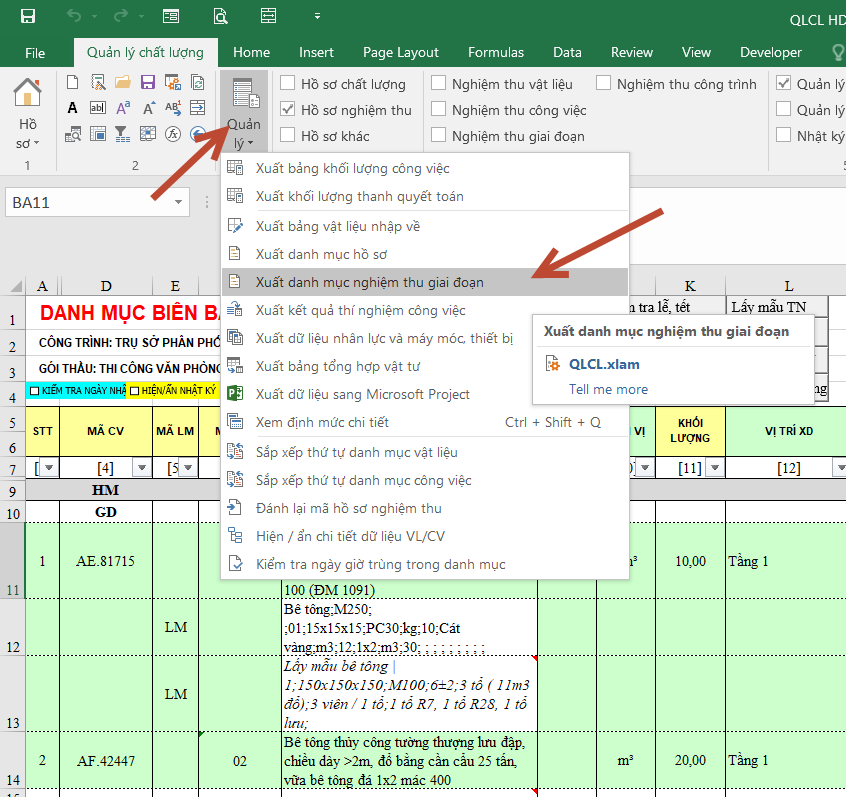 QLCL HD
File
Quản lý chất lượng
Home
Insert
Page Layout
Formulas
Data
Review
View
Developer
Hồ sơ
1
2
Quản lý
Hồ sơ chất lượng
Hồ sơ nghiệm thu
Hồ sơ khác
Nghiệm thu vật liệu
Nghiệm thu công việc
Nghiệm thu giai đoạn
Nghiệm thu công trình
Quản lý
Quản lý
Nhật ký
BA11
Xuất bảng khối lượng công việc
Xuất khối lượng thanh quyết toán
Xuất bảng vật liệu nhập về
Xuất danh mục hồ sơ
Xuất danh mục nghiệm thu giai đoạn
Xuất kết quả thí nghiệm công việc
Xuất dữ liệu nhân lực và máy móc, thiết bị
Xuất bảng tổng hợp vật tư
Xuất dữ liệu sang Microsoft Project
Xem định mức chi tiết Ctrl + Shift + Q
Sắp xếp thứ tự danh mục vật liệu
Sắp xếp thứ tự danh mục công việc
Đánh lại mã hồ sơ nghiệm thu
Hiện / ẩn chi tiết dữ liệu VL/CV
Kiểm tra ngày giờ trùng trong danh mục
Xuất danh mục nghiệm thu giai đoạn
QLCL.xlam
Tell me more
A D E K L
1 DANH MỤC BIÊN BẢ
tra lễ, tết
Lấy mẫu TN
2 CÔNG TRÌNH: TRỤ SỞ PHÂN PHỐ
3 GÓI THẦU: THI CÔNG VĂN PHÒNG
4 KIỂM TRA NGÀY NHẬ HIỆN/ẨN NHẬT KÝ
5
6
STT MÃ CV MÃ LM VỊ KHỐI LƯỢNG VỊ TRÍ XD
7 [4] [5 [11] [12]
9 HM
10 GD
11 1 AE.81715 100 (ĐM 1091) m³ 10,00 Tầng 1
12 LM
Bê tông;M250;
;01;15x15x15;PC30;kg;10;Cát
vàng;m3;12;1x2;m3;30; ; ; ; ; ; ; ; ;
13 LM
Lấy mẫu bê tông |
1;150x150x150;M100;6±2;3 tổ ( 11m3
đổ);3 viên / 1 tổ;1 tổ R7, 1 tổ R28, 1 tổ
lưu;
14 2 AF.42447 02
Bê tông thủy công tường thượng lưu đập,
chiều dày >2m, đổ bằng cần cẩu 25 tấn,
vữa bê tông đá 1x2 mác 400
m³ 20,00 Tầng 1